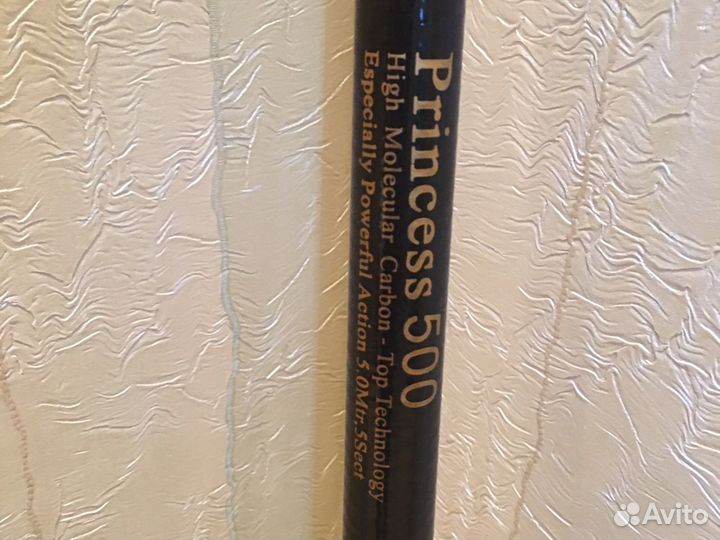 Princess 500
High Molecular Carbon - Top Technology
Especially Powerful Action 5.0Mtr.5Sect
Avito